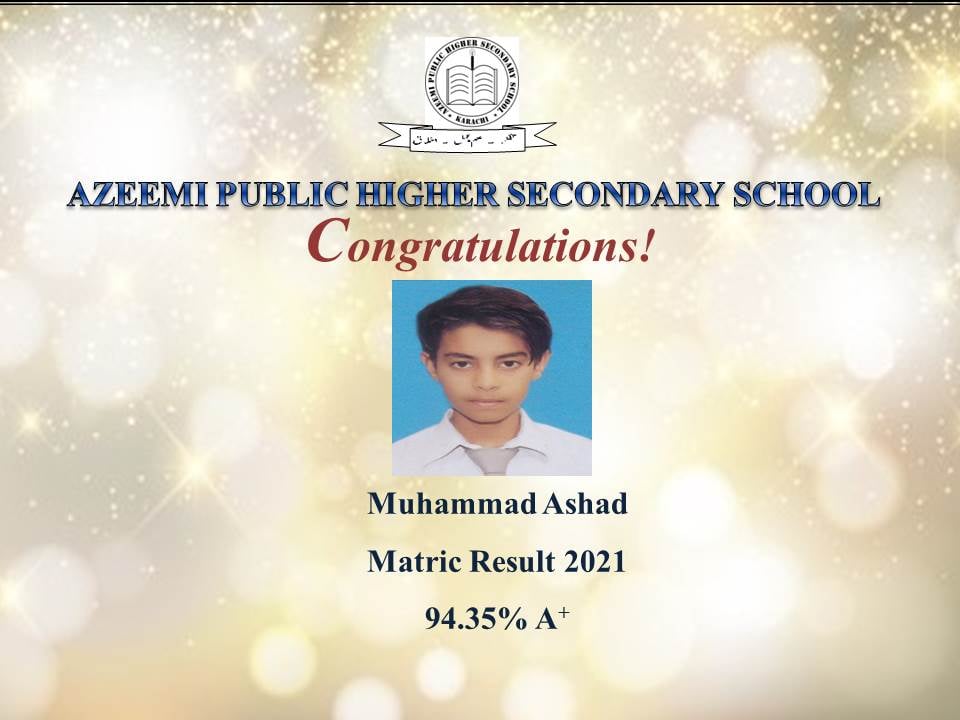 AZEEMI PUBLIC HIGHER SECONDARY SCHOOL
• KARACHI •
AZEEMI PUBLIC HIGHER SECONDARY SCHOOL
Congratulations!
Muhammad Ashad
Matric Result 2021
94.35% A⁺